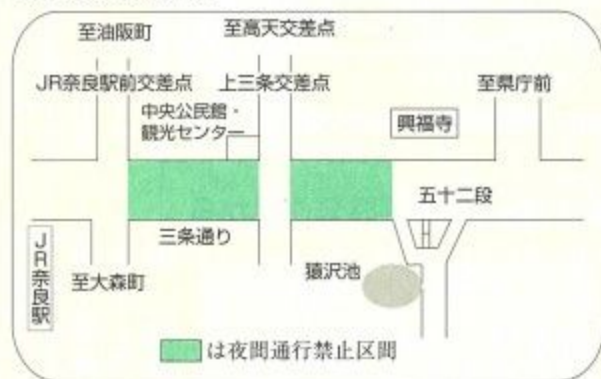 至油阪町
至高天交差点
JR奈良駅前交差点
上三条交差点
至県庁前
中央公民館・
観光センター
興福寺
五十二段
三条通り
JR奈良駅
至大森町
猿沢池
は夜間通行禁止区間